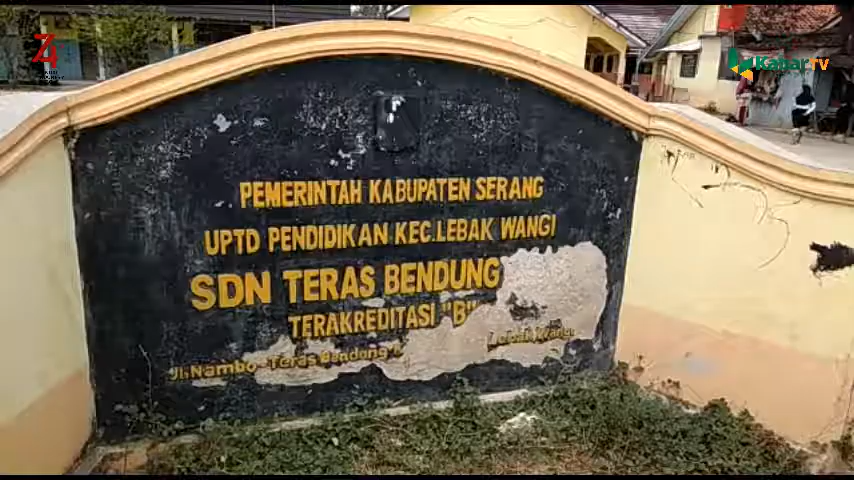 Kabar TV
PEMERINTAH KABUPATEN SERANG
UPTD PENDIDIKAN KEC.LEBAK WANGI
SDN TERAS BENDUNG
TERAKREDITASI "B"
Jl.Nambo - Teras Bendung
Wangi